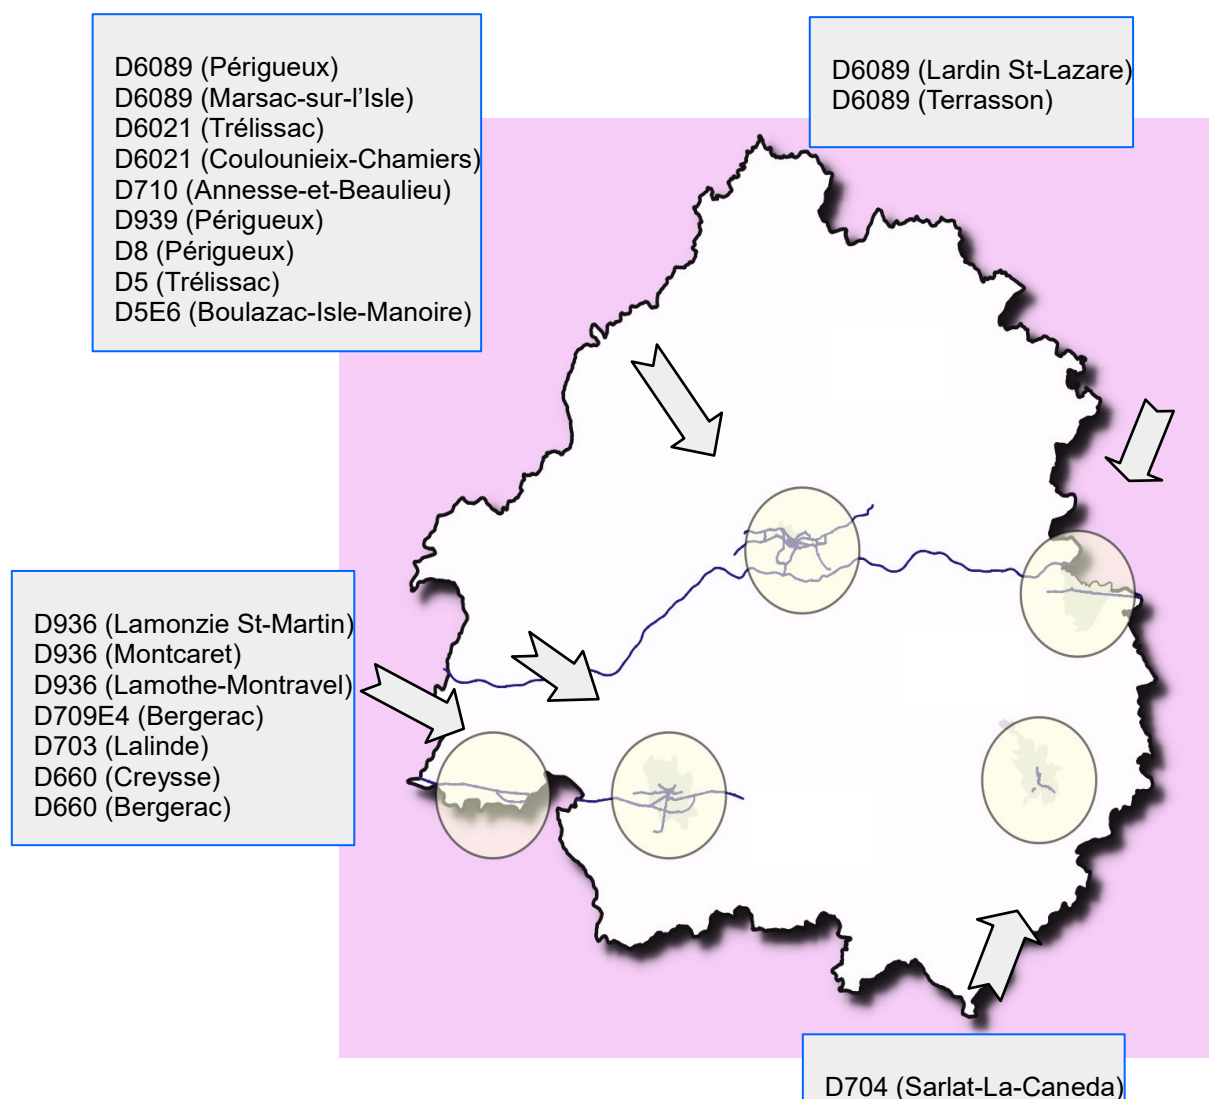 D6089 (Périgueux)
D6089 (Marsac-sur-l'Isle)
D6021 (Trélissac)
D6021 (Coulounieix-Chamiers)
D710 (Annesse-et-Beaulieu)
D939 (Périgueux)
D8 (Périgueux)
D5 (Trélissac)
D5E6 (Boulazac-Isle-Manoire)
D6089 (Lardin St-Lazare)
D6089 (Terrasson)
D936 (Lamonzie St-Martin)
D936 (Montcaret)
D936 (Lamothe-Montravel)
D709E4 (Bergerac)
D703 (Lalinde)
D660 (Creysse)
D660 (Bergerac)
D704 (Sarlat-La-Caneda)